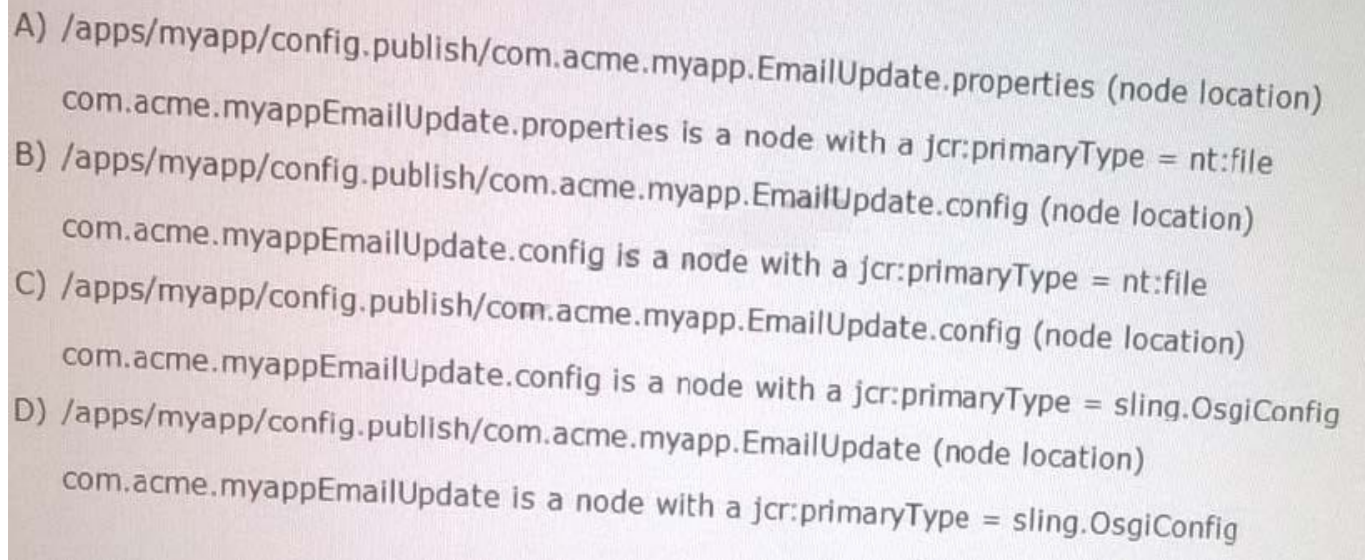 A) /apps/myapp/config.publish/com.acme.myapp.EmailUpdate.properties (node location)
com.acme.myappEmailUpdate.properties is a node with a jcr:primaryType = nt:file
B) /apps/myapp/config.publish/com.acme.myapp.EmailUpdate.config (node location)
com.acme.myappEmailUpdate.config is a node with a jcr:primaryType = nt:file
C) /apps/myapp/config.publish/com.acme.myapp.EmailUpdate.config (node location)
com.acme.myappEmailUpdate.config is a node with a jcr:primaryType = sling.OsgiConfig
D) /apps/myapp/config.publish/com.acme.myapp.EmailUpdate (node location)
com.acme.myappEmailUpdate is a node with a jcr:primaryType = sling.OsgiConfig